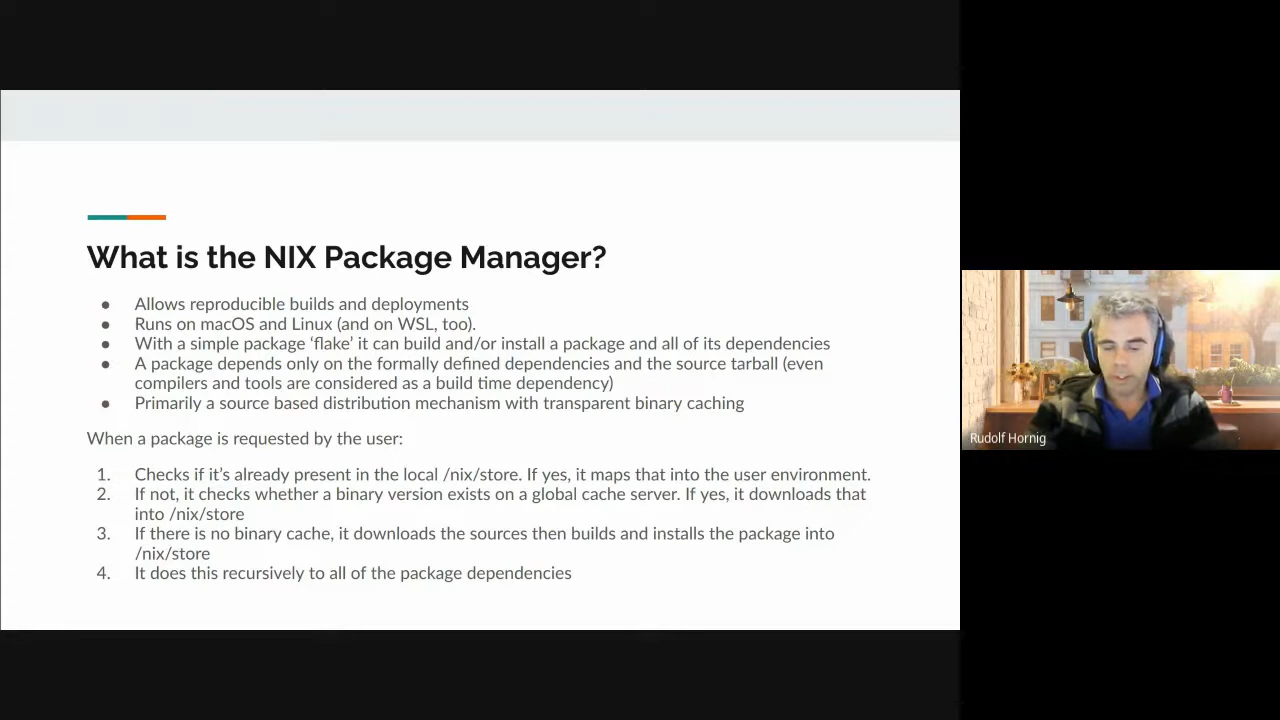 What is the NIX Package Manager?
● Allows reproducible builds and deployments
● Runs on macOS and Linux (and on WSL, too).
● With a simple package ‘flake’ it can build and/or install a package and all of its dependencies
● A package depends only on the formally defined dependencies and the source tarball (even
compilers and tools are considered as a build time dependency)
● Primarily a source based distribution mechanism with transparent binary caching
When a package is requested by the user:
1. Checks if it’s already present in the local /nix/store. If yes, it maps that into the user environment.
2. If not, it checks whether a binary version exists on a global cache server. If yes, it downloads that
into /nix/store
3. If there is no binary cache, it downloads the sources then builds and installs the package into
/nix/store
4. It does this recursively to all of the package dependencies
Rudolf Hornig